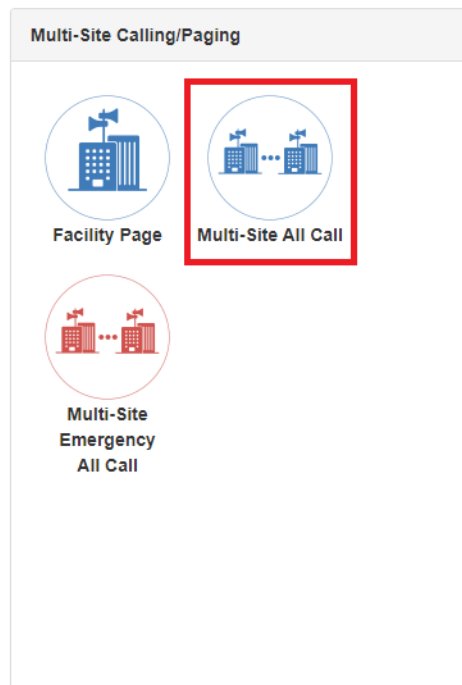 Multi-Site Calling/Paging
Facility Page
Multi-Site All Call
Multi-Site
Emergency
All Call